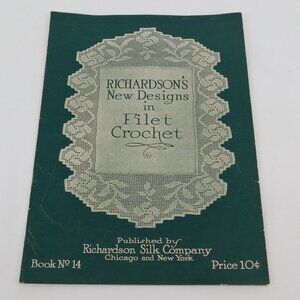 RICHARDSON'S
New Designs
in
Filet
Crochet
Published by
Richardson Silk Company
Chicago and New York
Book Nº 14 Price 10¢